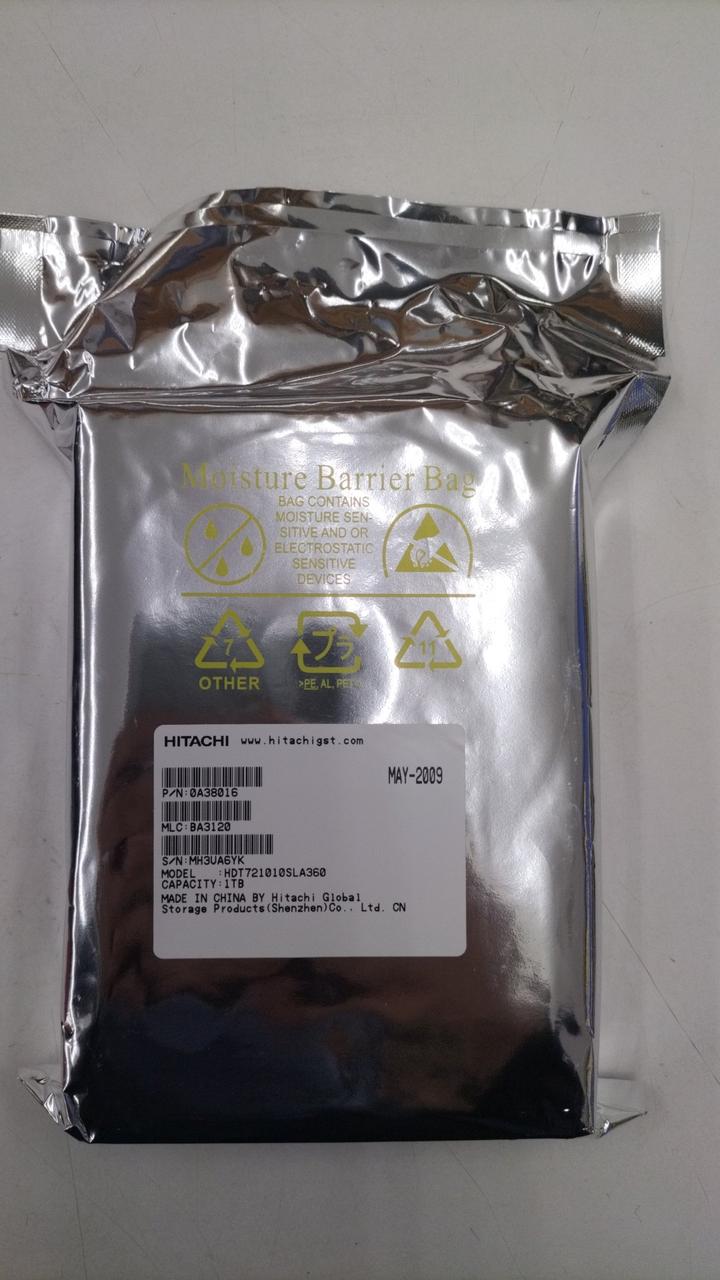 Moisture Barrier Bag
BAG CONTAINS
MOISTURE SEN-
SITIVE AND OR
ELECTROSTATIC
SENSITIVE
DEVICES
7
プラ
11
OTHER
>PE, AL, PET<
HITACHI www.hitachigst.com
MAY-2009
P/N:0A38016
MLC:BA3120
S/N:MH3UA6YK
MODEL :HDT721010SLA360
CAPACITY:1TB
MADE IN CHINA BY Hitachi Global
Storage Products(Shenzhen)Co., Ltd. CN